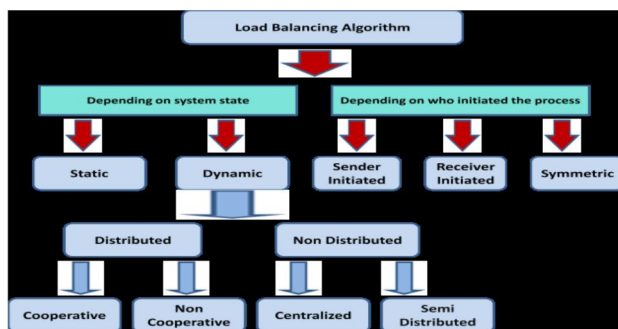 Load Balancing Algorithm
Depending on system state
Depending on who initiated the process
Static
Dynamic
Sender
Initiated
Receiver
Initiated
Symmetric
Distributed
Non Distributed
Cooperative
Non
Cooperative
Centralized
Semi
Distributed